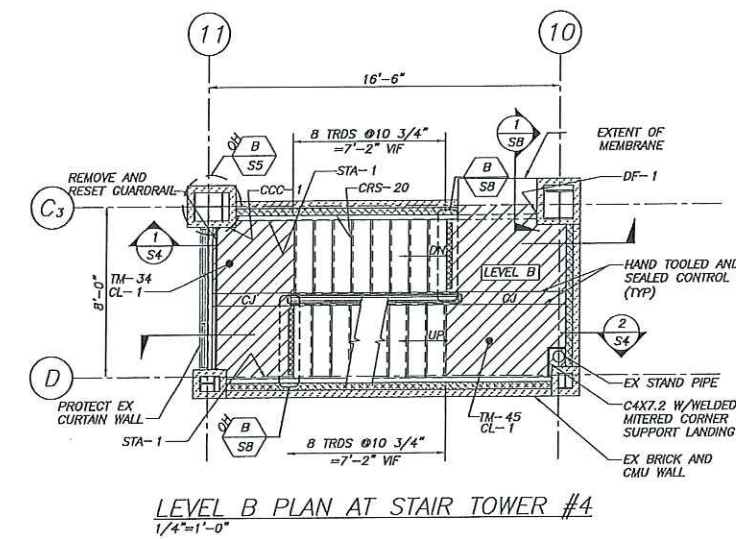 11
10
16'-6"
8 TRDS @10 3/4"
=7'-2" VIF
1
S8
EXTENT OF
MEMBRANE
OH
B
S5
STA-1
B
S8
DF-1
REMOVE AND
RESET GUARDRAIL
CCC-1
CRS-20
C3
1
S4
DN
LEVEL B
HAND TOOLED AND
SEALED CONTROL
(TYP)
TM-34
CL-1
8'-0"
CJ
CJ
UP
2
S4
D
EX STAND PIPE
PROTECT EX
CURTAIN WALL
C4X7.2 W/WELDED
MITERED CORNER
SUPPORT LANDING
STA-1
OH
B
S8
TM-45
CL-1
8 TRDS @10 3/4"
=7'-2" VIF
EX BRICK AND
CMU WALL
LEVEL B PLAN AT STAIR TOWER #4
1/4"=1'-0"